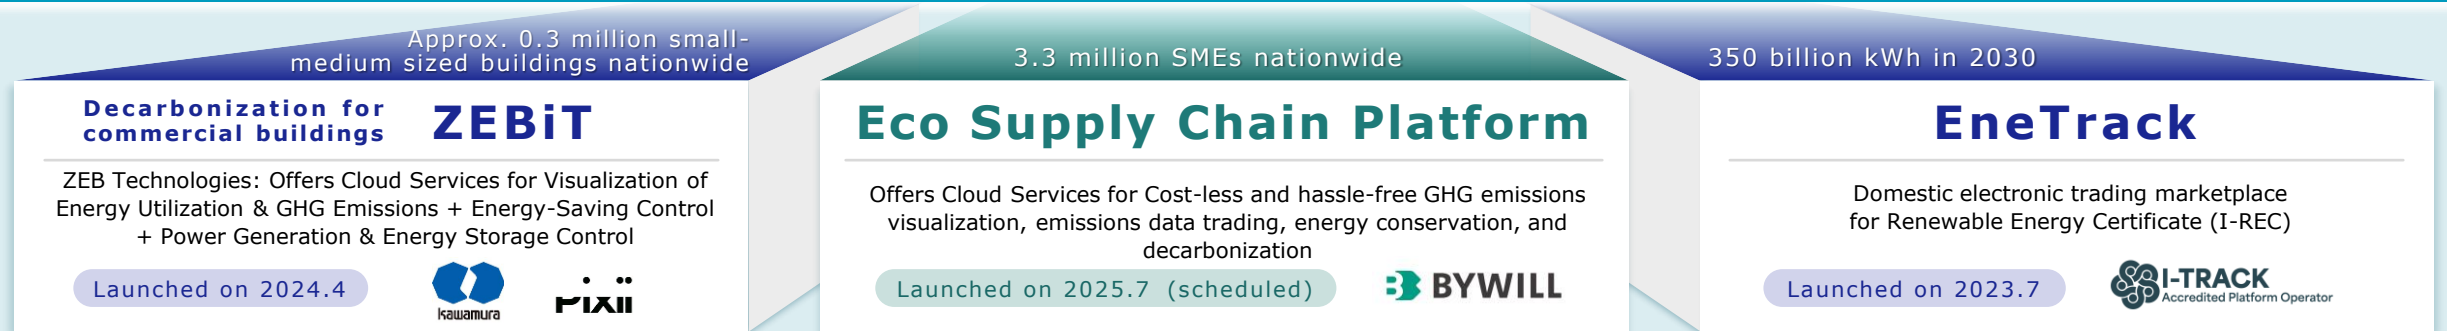 Approx. 0.3 million small-
medium sized buildings nationwide
Decarbonization for
commercial buildings
ZEBiT
ZEB Technologies: Offers Cloud Services for Visualization of
Energy Utilization & GHG Emissions + Energy-Saving Control
+ Power Generation & Energy Storage Control
Launched on 2024.4
kawamura
PIXII
3.3 million SMEs nationwide
Eco Supply Chain Platform
Offers Cloud Services for Cost-less and hassle-free GHG emissions
visualization, emissions data trading, energy conservation, and
decarbonization
Launched on 2025.7 (scheduled)
BYWILL
350 billion kWh in 2030
EneTrack
Domestic electronic trading marketplace
for Renewable Energy Certificate (I-REC)
Launched on 2023.7
I-TRACK
Accredited Platform Operator